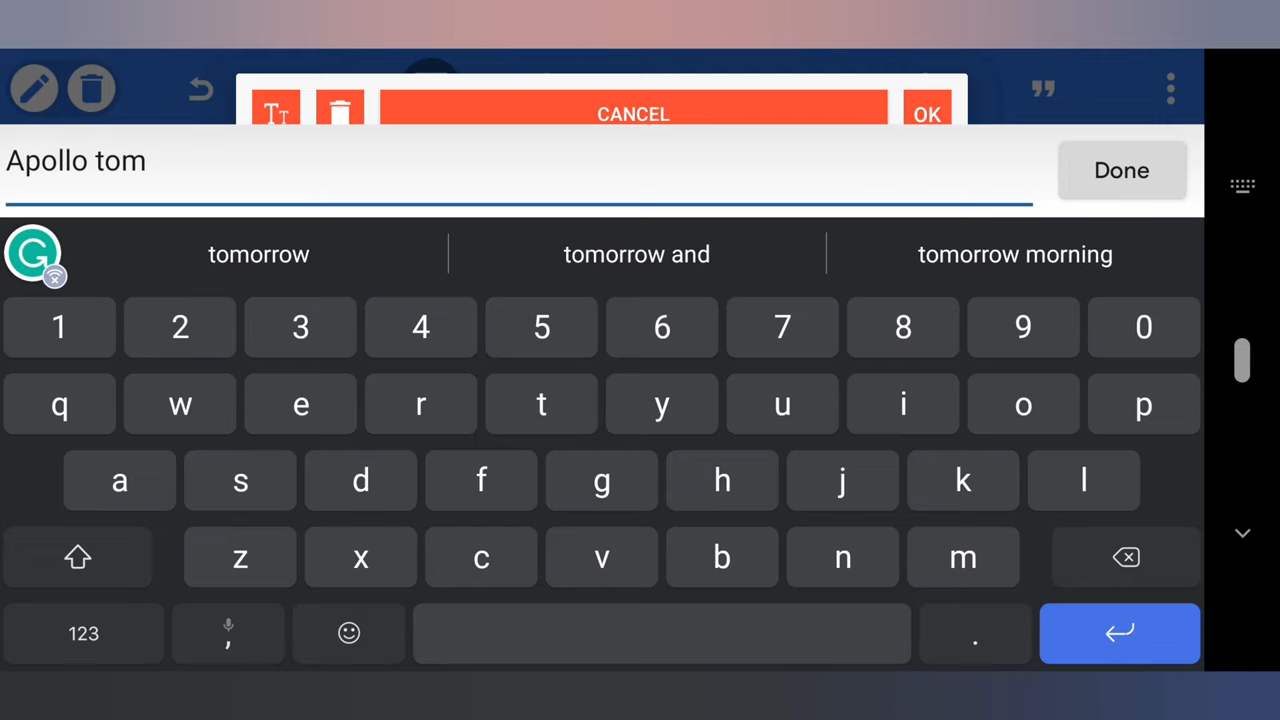 TT CANCEL OK
Apollo tom Done
tomorrow tomorrow and tomorrow morning
1 2 3 4 5 6 7 8 9 0
q w e r t y u i o p
a s d f g h j k l
z x c v b n m
123 , .